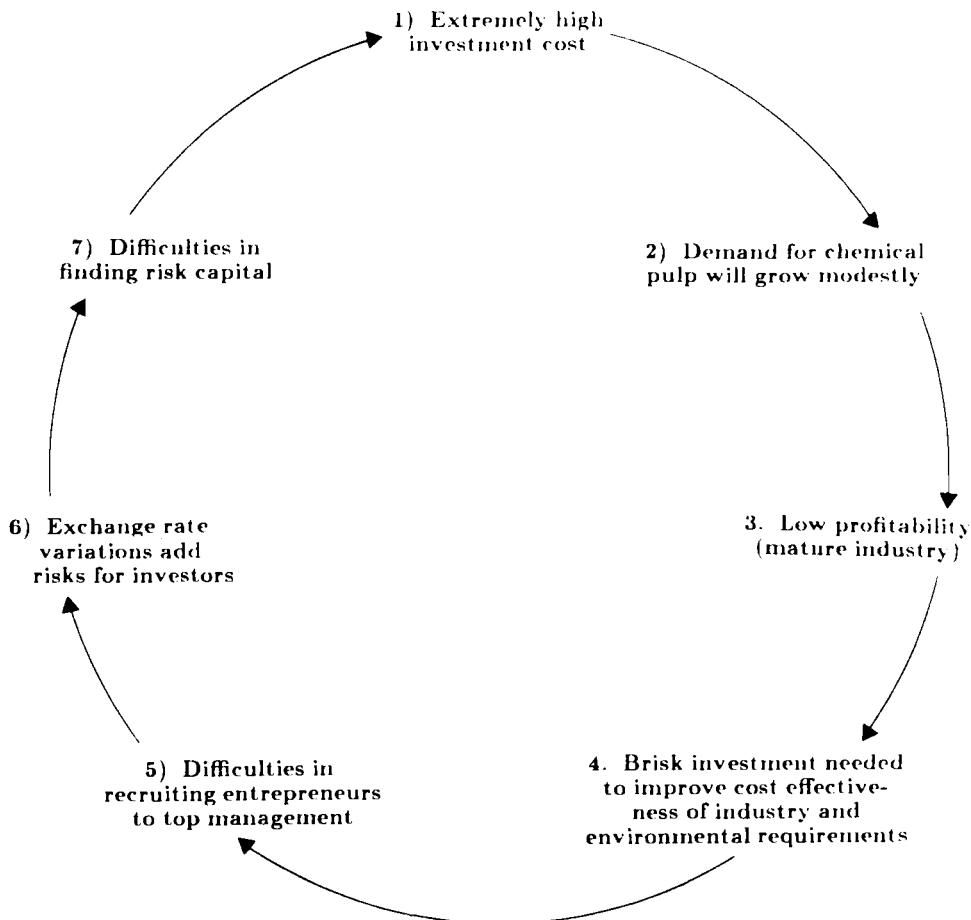 1) Extremely high
investment cost
2) Demand for chemical
pulp will grow modestly
3. Low profitability
(mature industry)
4. Brisk investment needed
to improve cost effective-
ness of industry and
environmental requirements
5) Difficulties in
recruiting entrepreneurs
to top management
6) Exchange rate
variations add
risks for investors
7) Difficulties in
finding risk capital